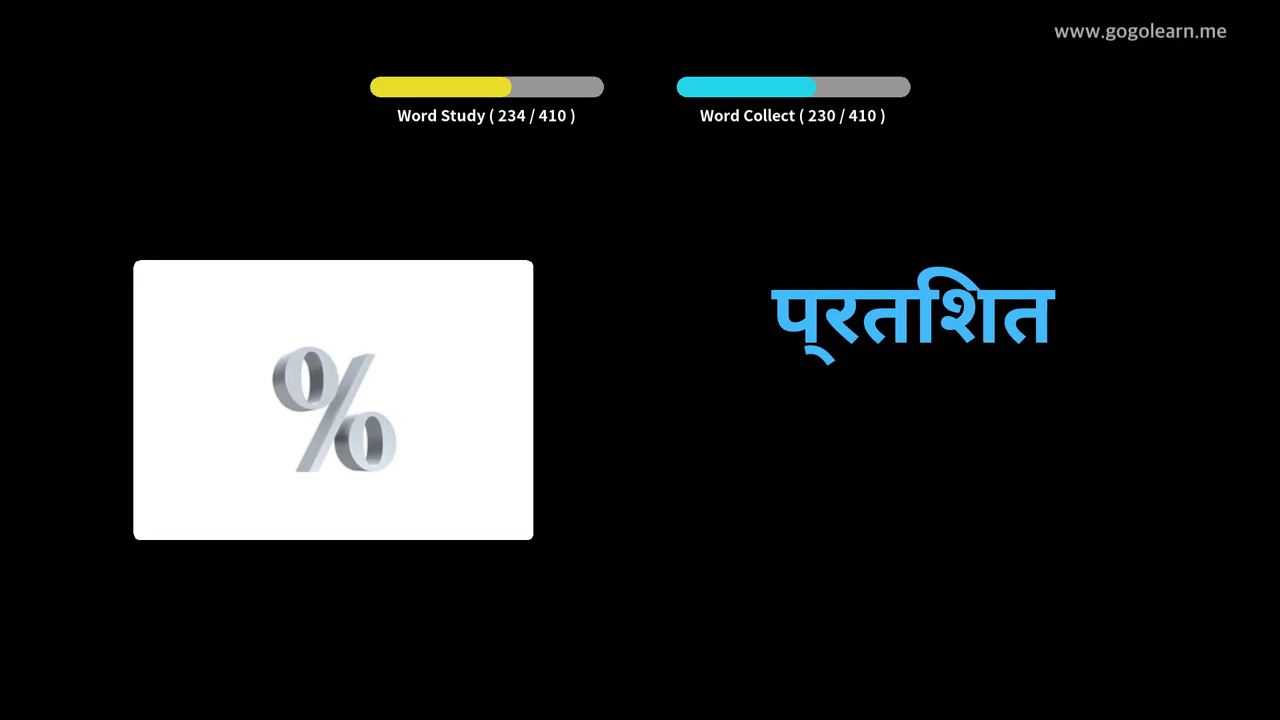 www.gogolearn.me
Word Study ( 234 / 410 )
Word Collect ( 230 / 410 )
प्रतिशत
%